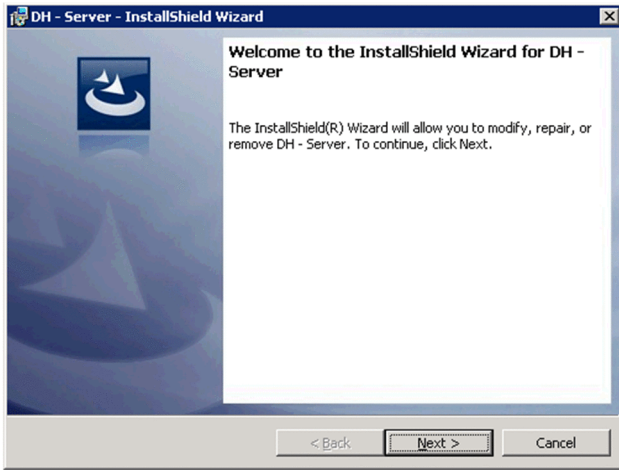 DH - Server - InstallShield Wizard
Welcome to the InstallShield Wizard for DH -
Server
The InstallShield(R) Wizard will allow you to modify, repair, or
remove DH - Server. To continue, click Next.
< Back
Next >
Cancel